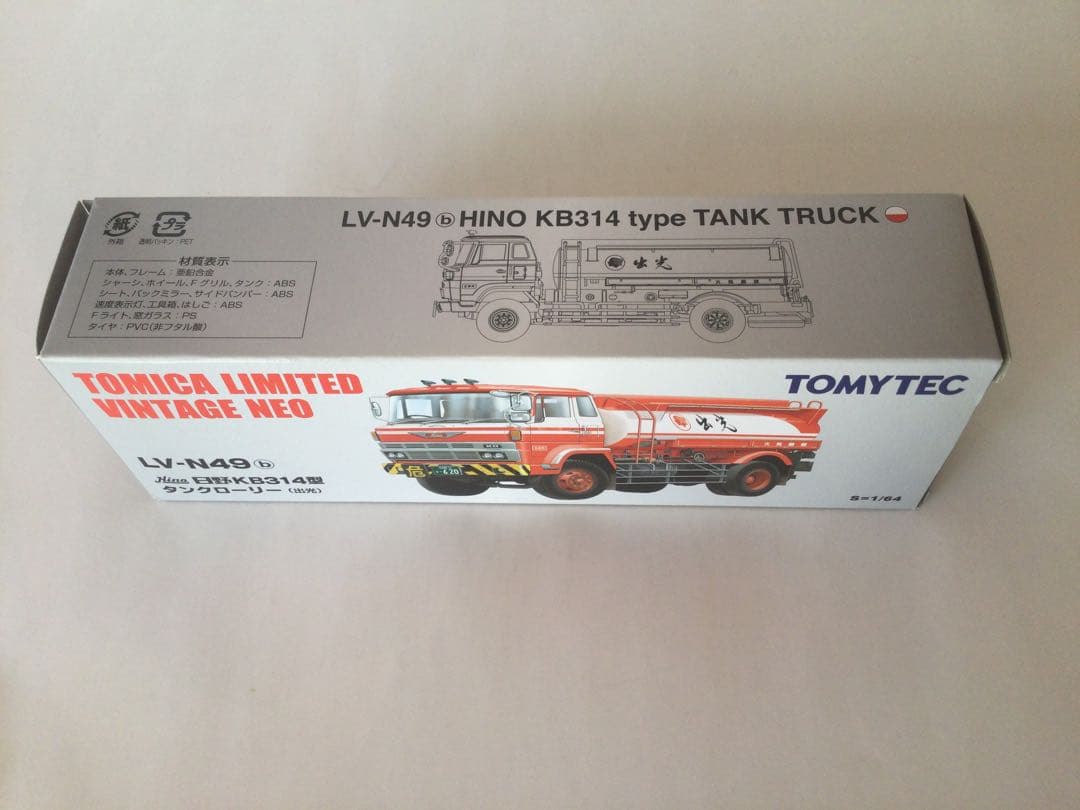 LV-N49 ⓑ HINO KB314 type TANK TRUCK
紙
外箱
プラ
透明パッキン:PET
材質表示
本体、フレーム:亜鉛合金
シャーシ、ホイール、Fグリル、タンク:ABS
シート、バックミラー、サイドバンパー:ABS
速度表示灯、工具箱、はしご:ABS
Fライト、窓ガラス:PS
タイヤ:PVC(非フタル酸)
出光
TOMICA LIMITED
VINTAGE NEO
TOMYTEC
LV-N49 ⓑ
Hino 日野KB314型
タンクローリー(出光)
出光
危
620
S=1/64